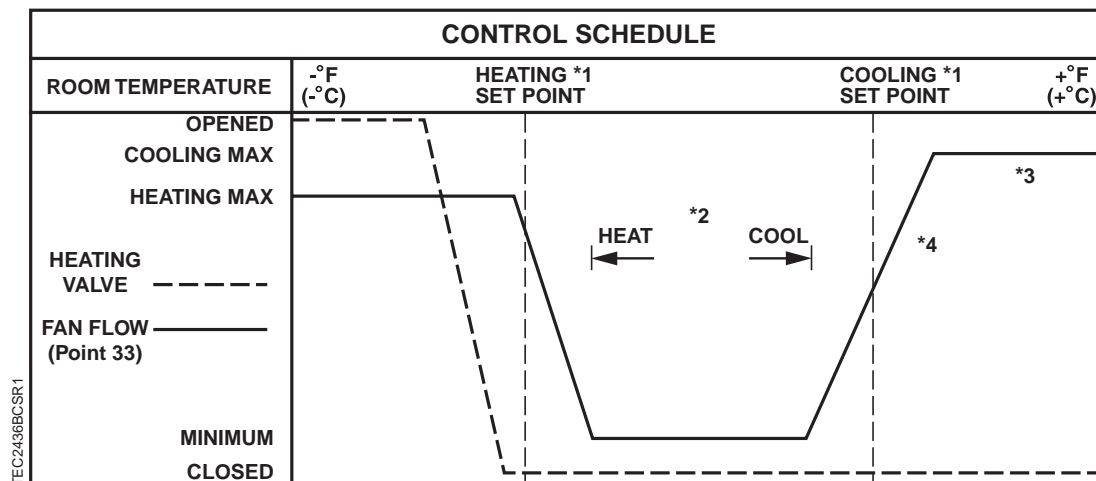 CONTROL SCHEDULE
ROOM TEMPERATURE
-°F
(-°C)
HEATING *1
SET POINT
COOLING *1
SET POINT
+°F
(+°C)
OPENED
COOLING MAX
HEATING MAX
*3
*2
HEAT
COOL
*4
HEATING
VALVE
FAN FLOW
(Point 33)
MINIMUM
CLOSED
TEC2436BCSR1